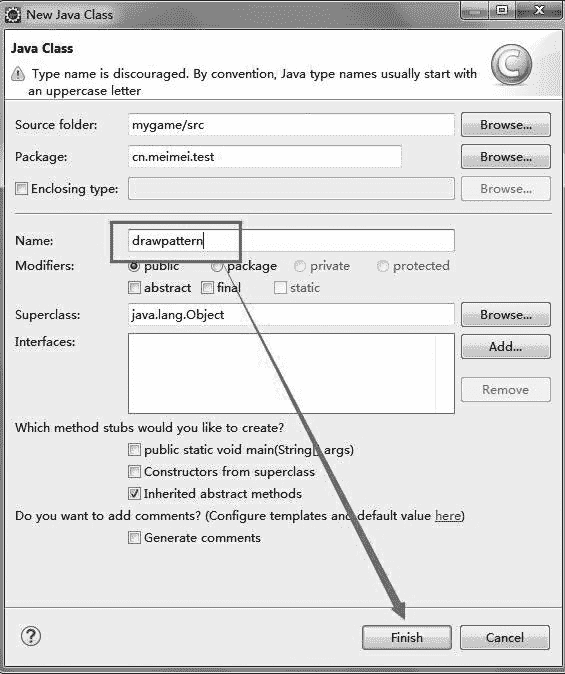 New Java Class
Java Class
Type name is discouraged. By convention, Java type names usually start with
an uppercase letter
Source folder: mygame/src Browse...
Package: cn.meimei.test Browse...
Enclosing type: Browse...
Name: drawpattern
Modifiers: public package private protected
abstract final static
Superclass: java.lang.Object Browse...
Interfaces: Add...
Remove
Which method stubs would you like to create?
public static void main(String[] args)
Constructors from superclass
Inherited abstract methods
Do you want to add comments? (Configure templates and default value here)
Generate comments
? Finish Cancel